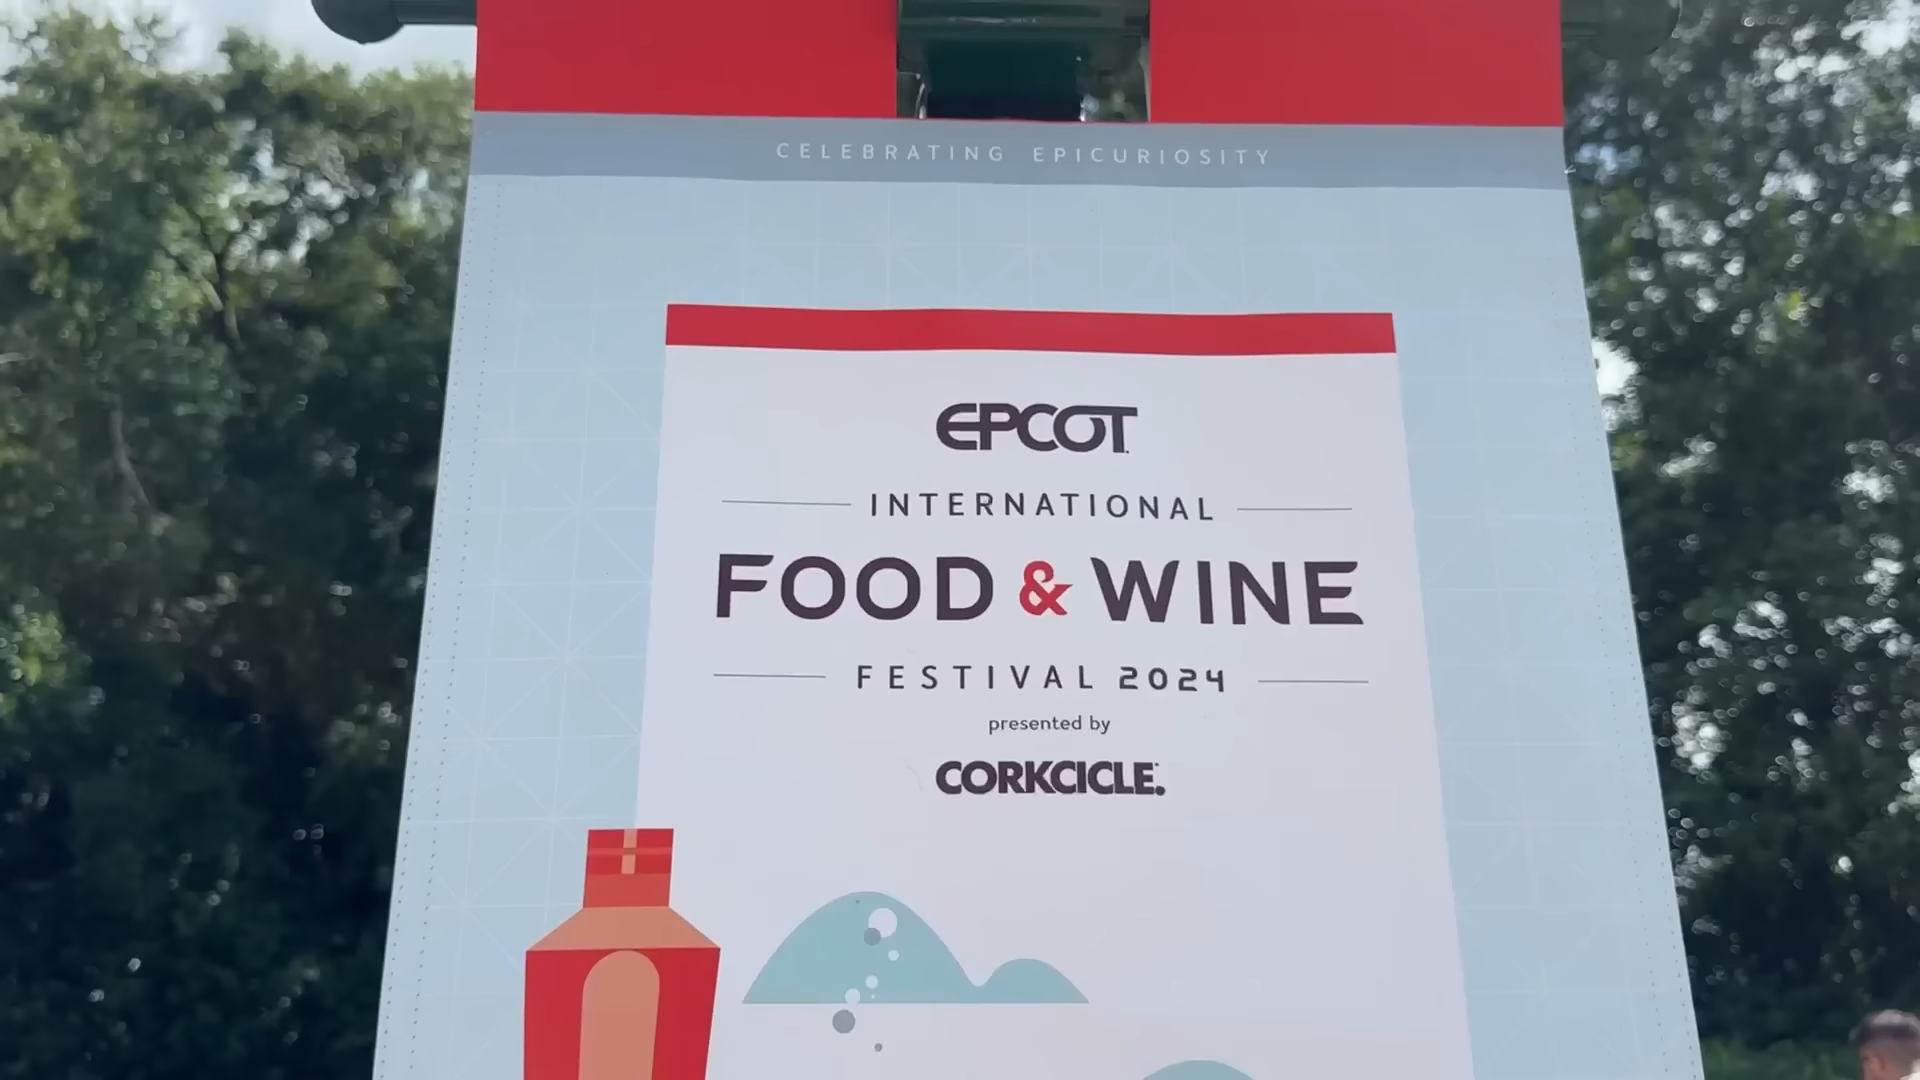 CELEBRATING EPICURIOSITY
EPCOT
INTERNATIONAL
FOOD & WINE
FESTIVAL 2024
presented by
CORKCICLE.